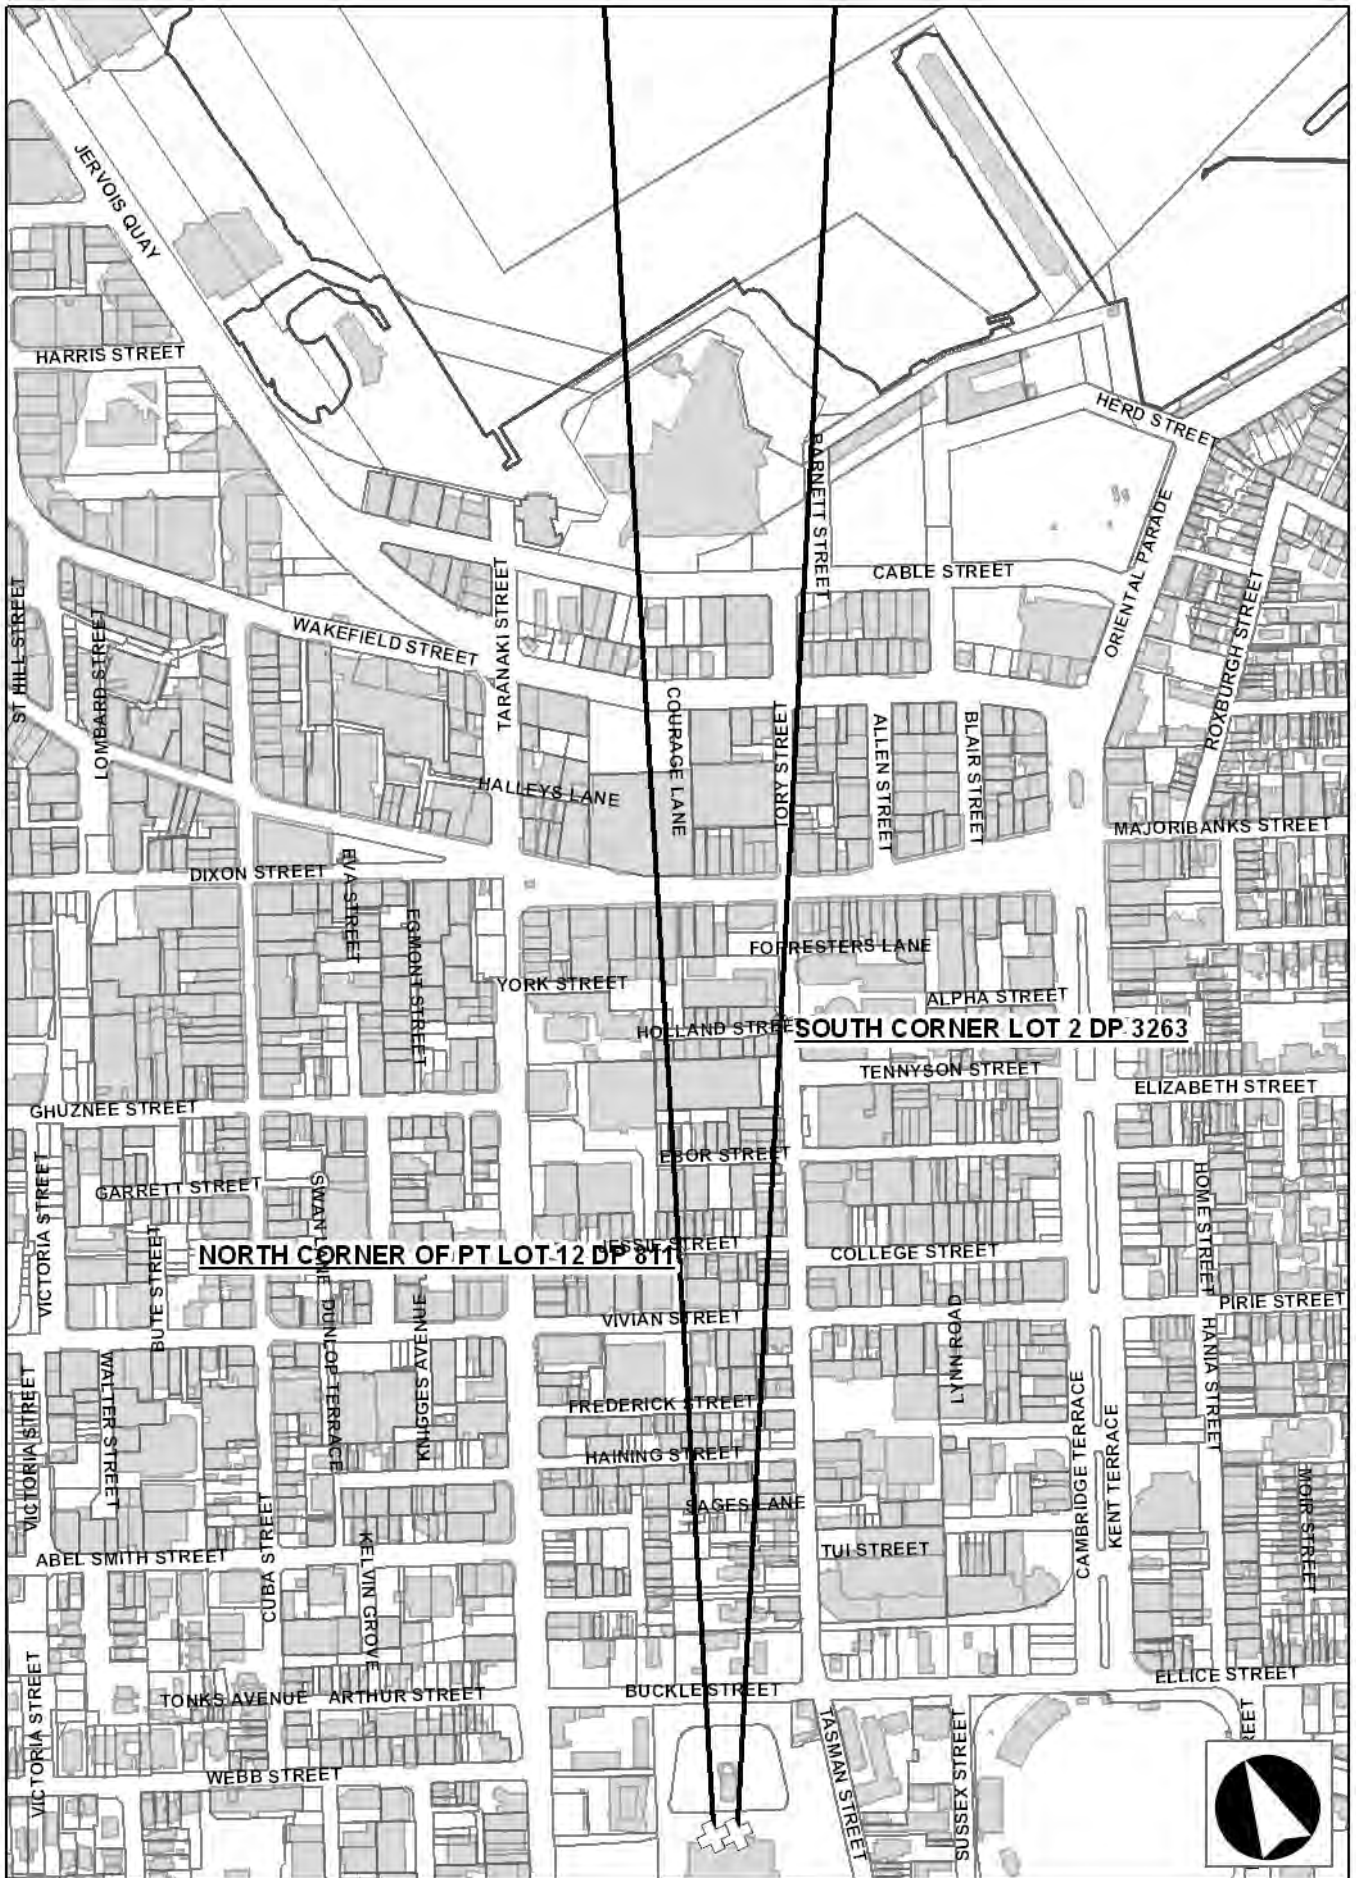 JERVOIS QUAY
HARRIS STREET
HERD STREET
BARNETT STREET
ORIENTAL PARADE
CABLE STREET
TARANAKI STREET
ROXBURGH STREET
ST HILL STREET
LOMBARD STREET
WAKEFIELD STREET
COURAGE LANE
TORY STREET
ALLEN STREET
BLAIR STREET
HALLEYS LANE
MAJORIBANKS STREET
DIXON STREET
EVA STREET
EGMONT STREET
FORRESTERS LANE
YORK STREET
ALPHA STREET
HOLLAND STREE
SOUTH CORNER LOT 2 DP 3263
TENNYSON STREET
ELIZABETH STREET
GHUZNEE STREET
EBOR STREET
VICTORIA STREET
GARRETT STREET
SWAN LANE
HOME STREET
BUTE STREET
JESSIE STREET
NORTH CORNER OF PT LOT 12 DP 811
COLLEGE STREET
PIRIE STREET
VIVIAN STREET
DUNLOP TERRACE
KNIGGES AVENUE
LYNN ROAD
HANIA STREET
VICTORIA STREET
WALTER STREET
FREDERICK STREET
CAMBRIDGE TERRACE
KENT TERRACE
HAINING STREET
SAGES LANE
MOIR STREET
TUI STREET
ABEL SMITH STREET
CUBA STREET
KELVIN GROVE
ELLICE STREET
BUCKLE STREET
TONKS AVENUE
ARTHUR STREET
VICTORIA STREET
TASMAN STREET
SUSSEX STREET
REET
WEBB STREET